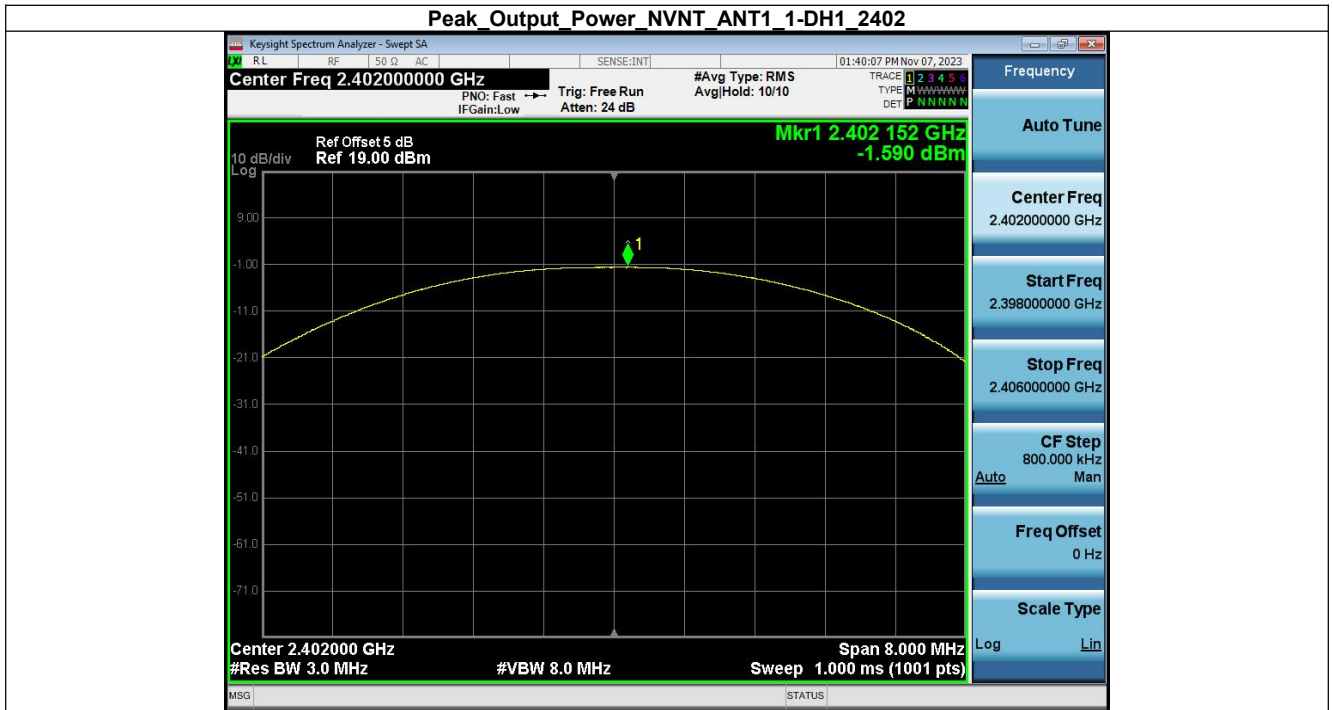 Peak_Output_Power_NVNT_ANT1_1-DH1_2402
Keysight Spectrum Analyzer - Swept SA
LXI RL RF 50 Ω AC SENSE:INT 01:40:07 PM Nov 07, 2023
Center Freq 2.402000000 GHz
PNO: Fast
IFGain:Low
Trig: Free Run
Atten: 24 dB
#Avg Type: RMS
Avg|Hold: 10/10
TRACE 1 2 3 4 5 6
TYPE M WWWWW
DET P N N N N N
Mkr1 2.402 152 GHz
-1.590 dBm
Ref Offset 5 dB
10 dB/div Ref 19.00 dBm
Log
9.00
-1.00
-11.0
-21.0
-31.0
-41.0
-51.0
-61.0
-71.0
1
Center 2.402000 GHz Span 8.000 MHz
#Res BW 3.0 MHz #VBW 8.0 MHz Sweep 1.000 ms (1001 pts)
MSG STATUS
Frequency
Auto Tune
Center Freq
2.402000000 GHz
Start Freq
2.398000000 GHz
Stop Freq
2.406000000 GHz
CF Step
800.000 kHz
Auto Man
Freq Offset
0 Hz
Scale Type
Log Lin